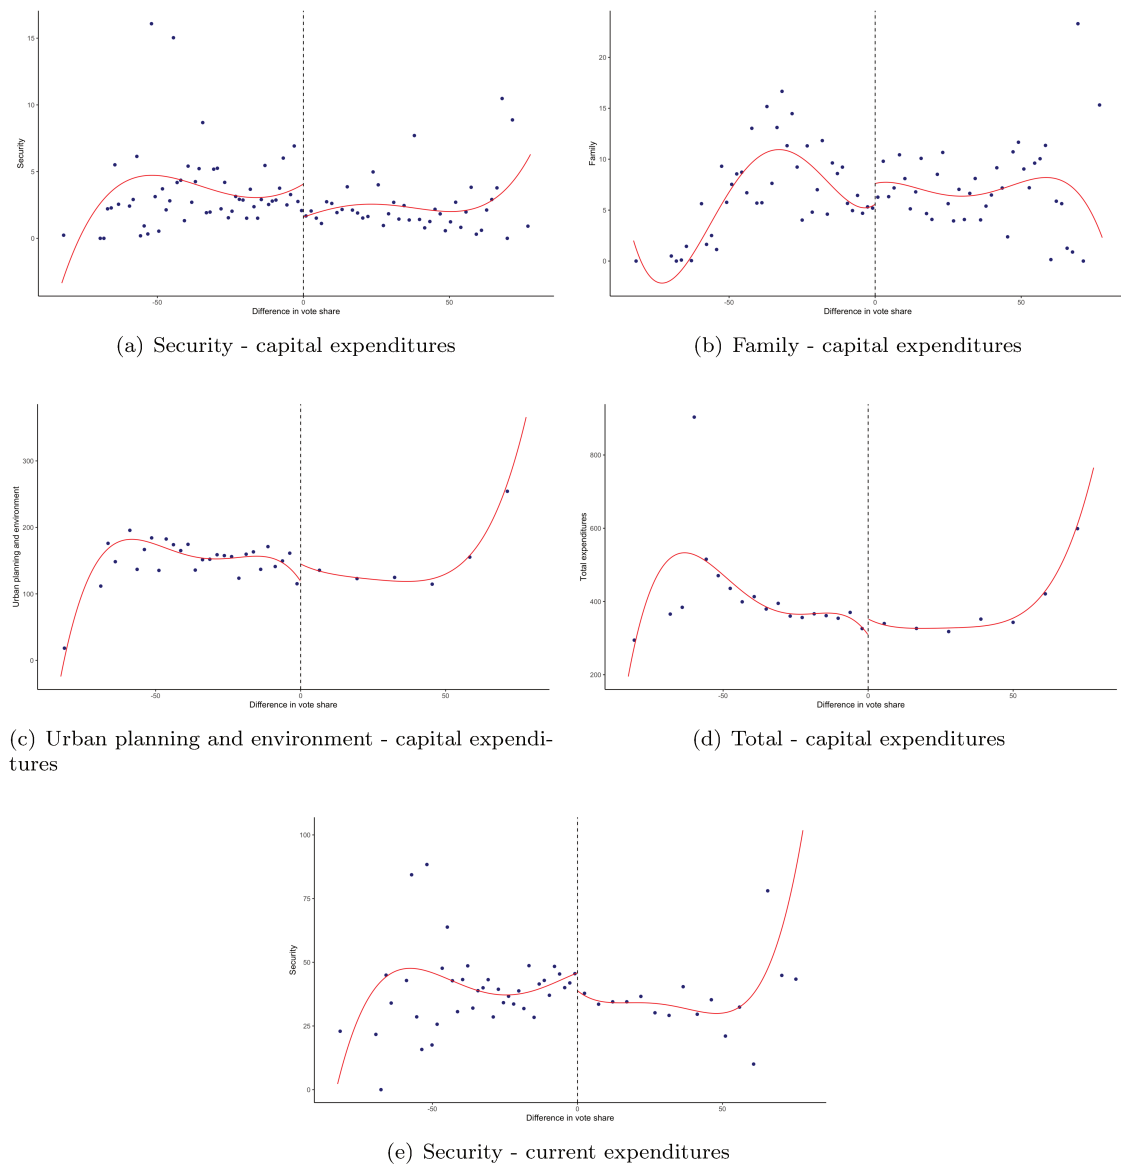 15
10
5
0
Security
-50
0
50
Difference in vote share
(a) Security - capital expenditures
20
15
10
5
0
Family
-50
0
50
Difference in vote share
(b) Family - capital expenditures
300
200
100
0
Urban planning and environment
-50
0
50
Difference in vote share
(c) Urban planning and environment - capital expendi-
tures
800
600
400
200
Total expenditures
-50
0
50
Difference in vote share
(d) Total - capital expenditures
100
75
50
25
0
Security
-50
0
50
Difference in vote share
(e) Security - current expenditures